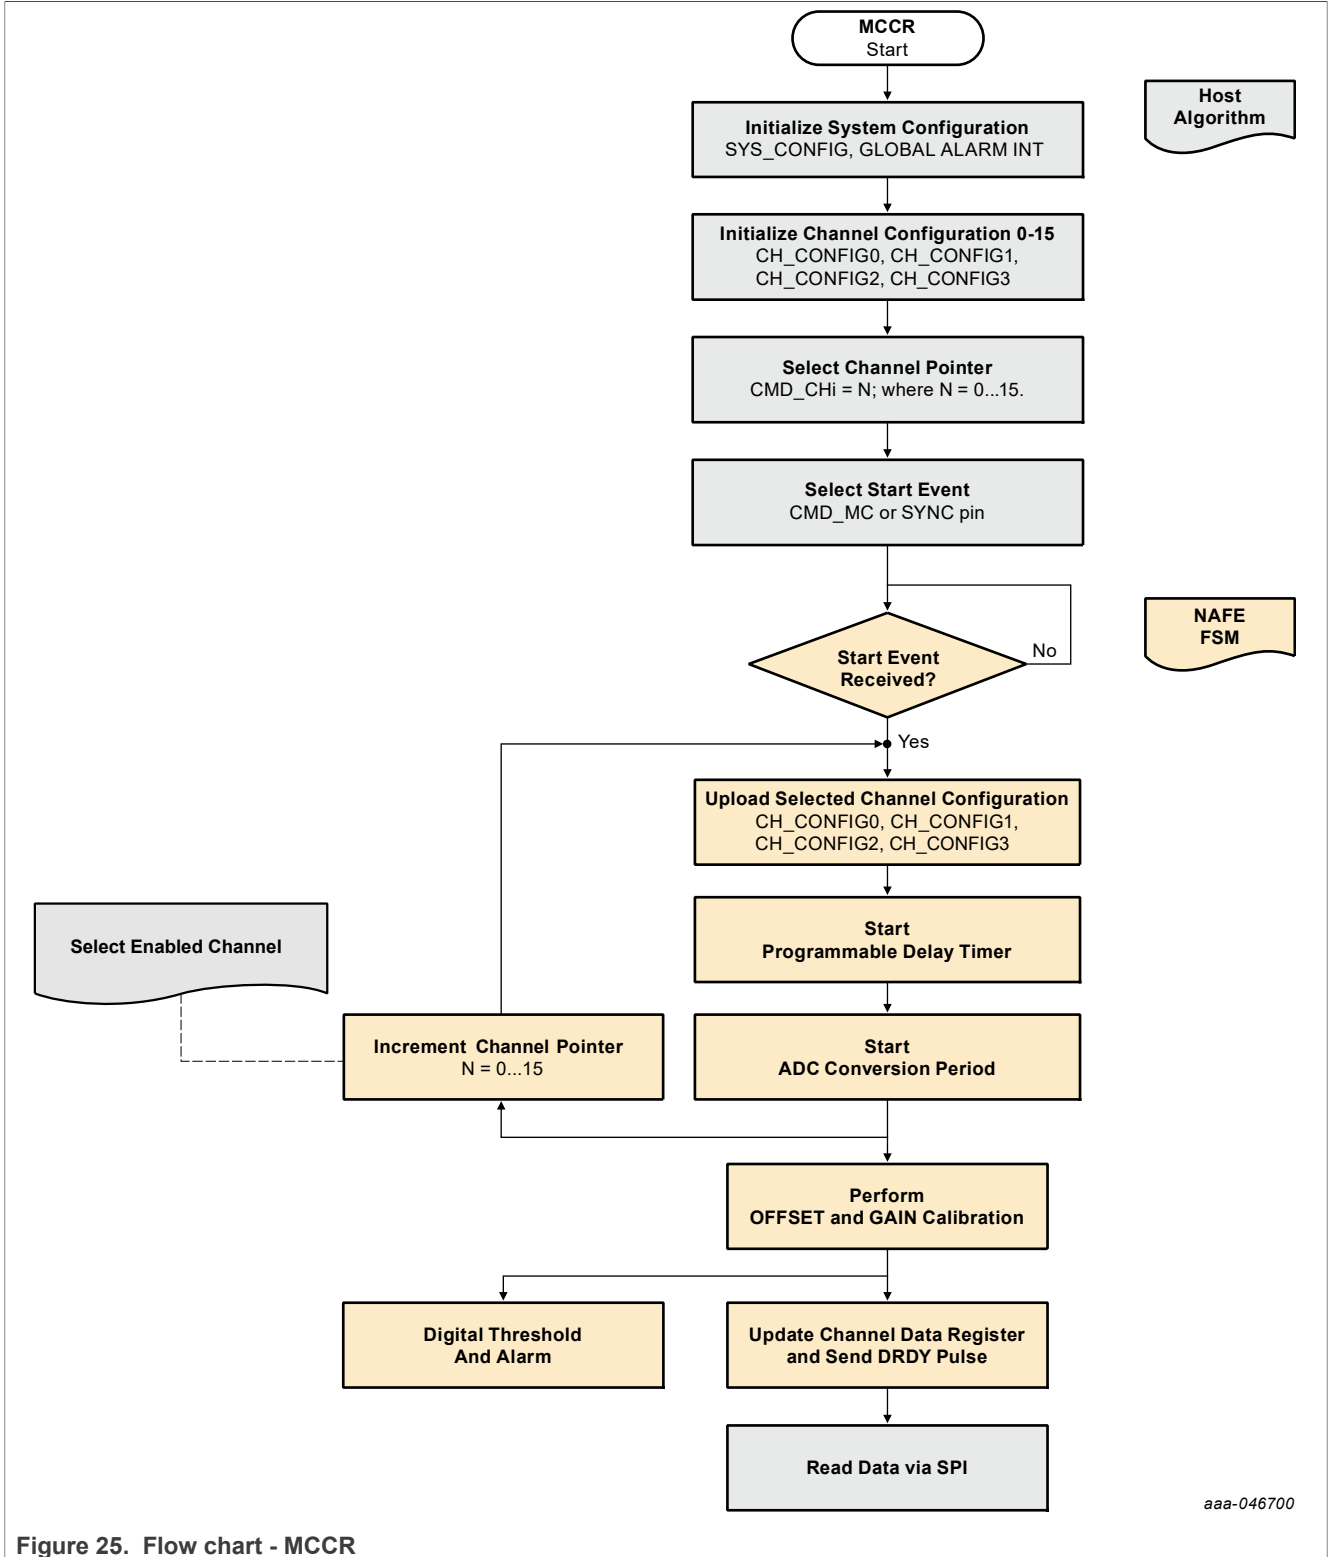 MCCR
Start
Host
Algorithm
Initialize System Configuration
SYS_CONFIG, GLOBAL ALARM INT
Initialize Channel Configuration 0-15
CH_CONFIG0, CH_CONFIG1,
CH_CONFIG2, CH_CONFIG3
Select Channel Pointer
CMD_CHi = N; where N = 0...15.
Select Start Event
CMD_MC or SYNC pin
NAFE
FSM
Start Event
Received?
No
Yes
Upload Selected Channel Configuration
CH_CONFIG0, CH_CONFIG1,
CH_CONFIG2, CH_CONFIG3
Select Enabled Channel
Start
Programmable Delay Timer
Increment Channel Pointer
N = 0...15
Start
ADC Conversion Period
Perform
OFFSET and GAIN Calibration
Digital Threshold
And Alarm
Update Channel Data Register
and Send DRDY Pulse
Read Data via SPI
aaa-046700
Figure 25. Flow chart - MCCR